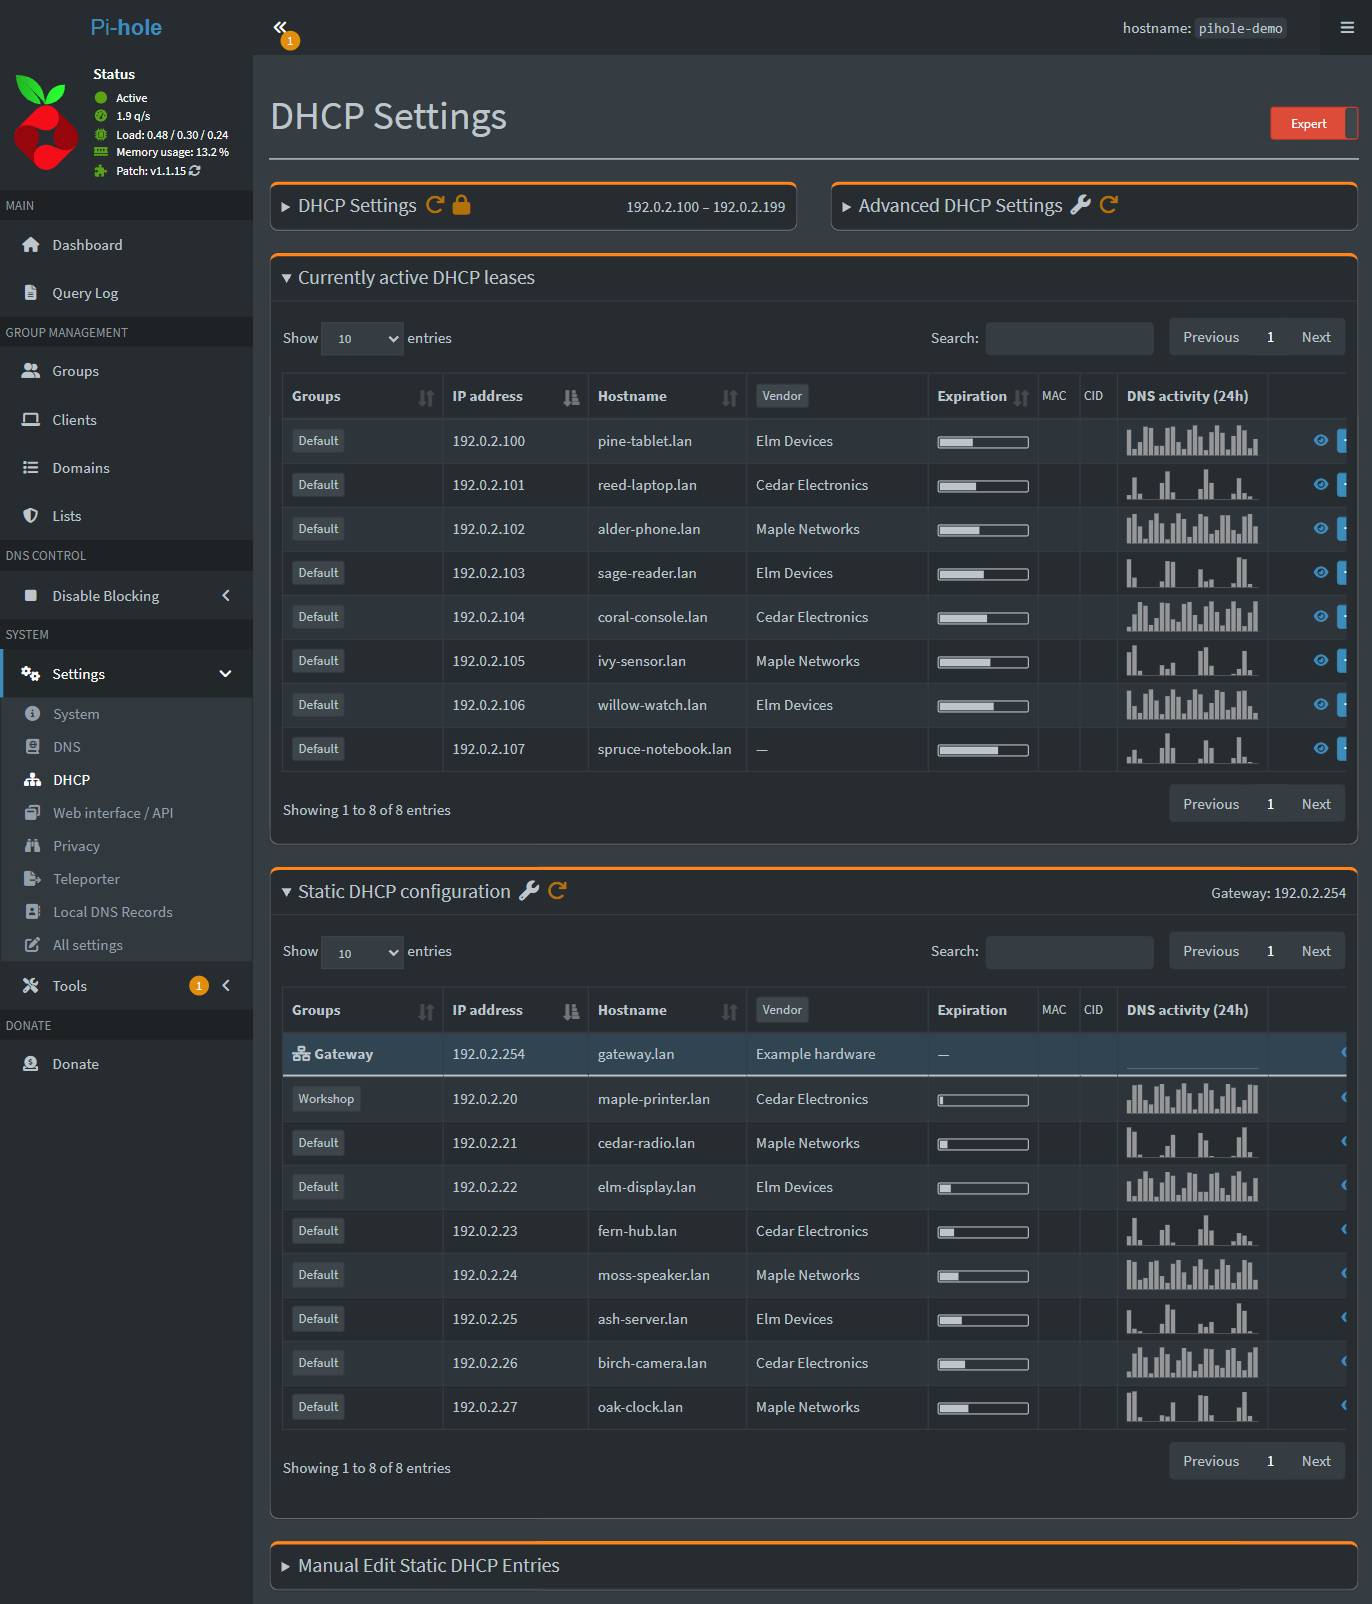 Pi-hole
1
hostname: pihole-demo
Status
Active
1.9 q/s
Load: 0.48 / 0.30 / 0.24
Memory usage: 13.2 %
Patch: v1.1.15
MAIN
Dashboard
Query Log
GROUP MANAGEMENT
Groups
Clients
Domains
Lists
DNS CONTROL
Disable Blocking
SYSTEM
Settings
System
DNS
DHCP
Web interface / API
Privacy
Teleporter
Local DNS Records
All settings
Tools 1
DONATE
Donate
DHCP Settings
Expert
DHCP Settings 192.0.2.100 – 192.0.2.199
Advanced DHCP Settings
Currently active DHCP leases
Show 10 entries Search: Previous 1 Next
Groups IP address Hostname Vendor Expiration MAC CID DNS activity (24h)
Default 192.0.2.100 pine-tablet.lan Elm Devices
Default 192.0.2.101 reed-laptop.lan Cedar Electronics
Default 192.0.2.102 alder-phone.lan Maple Networks
Default 192.0.2.103 sage-reader.lan Elm Devices
Default 192.0.2.104 coral-console.lan Cedar Electronics
Default 192.0.2.105 ivy-sensor.lan Maple Networks
Default 192.0.2.106 willow-watch.lan Elm Devices
Default 192.0.2.107 spruce-notebook.lan —
Showing 1 to 8 of 8 entries Previous 1 Next
Static DHCP configuration Gateway: 192.0.2.254
Show 10 entries Search: Previous 1 Next
Groups IP address Hostname Vendor Expiration MAC CID DNS activity (24h)
Gateway 192.0.2.254 gateway.lan Example hardware —
Workshop 192.0.2.20 maple-printer.lan Cedar Electronics
Default 192.0.2.21 cedar-radio.lan Maple Networks
Default 192.0.2.22 elm-display.lan Elm Devices
Default 192.0.2.23 fern-hub.lan Cedar Electronics
Default 192.0.2.24 moss-speaker.lan Maple Networks
Default 192.0.2.25 ash-server.lan Elm Devices
Default 192.0.2.26 birch-camera.lan Cedar Electronics
Default 192.0.2.27 oak-clock.lan Maple Networks
Showing 1 to 8 of 8 entries Previous 1 Next
Manual Edit Static DHCP Entries